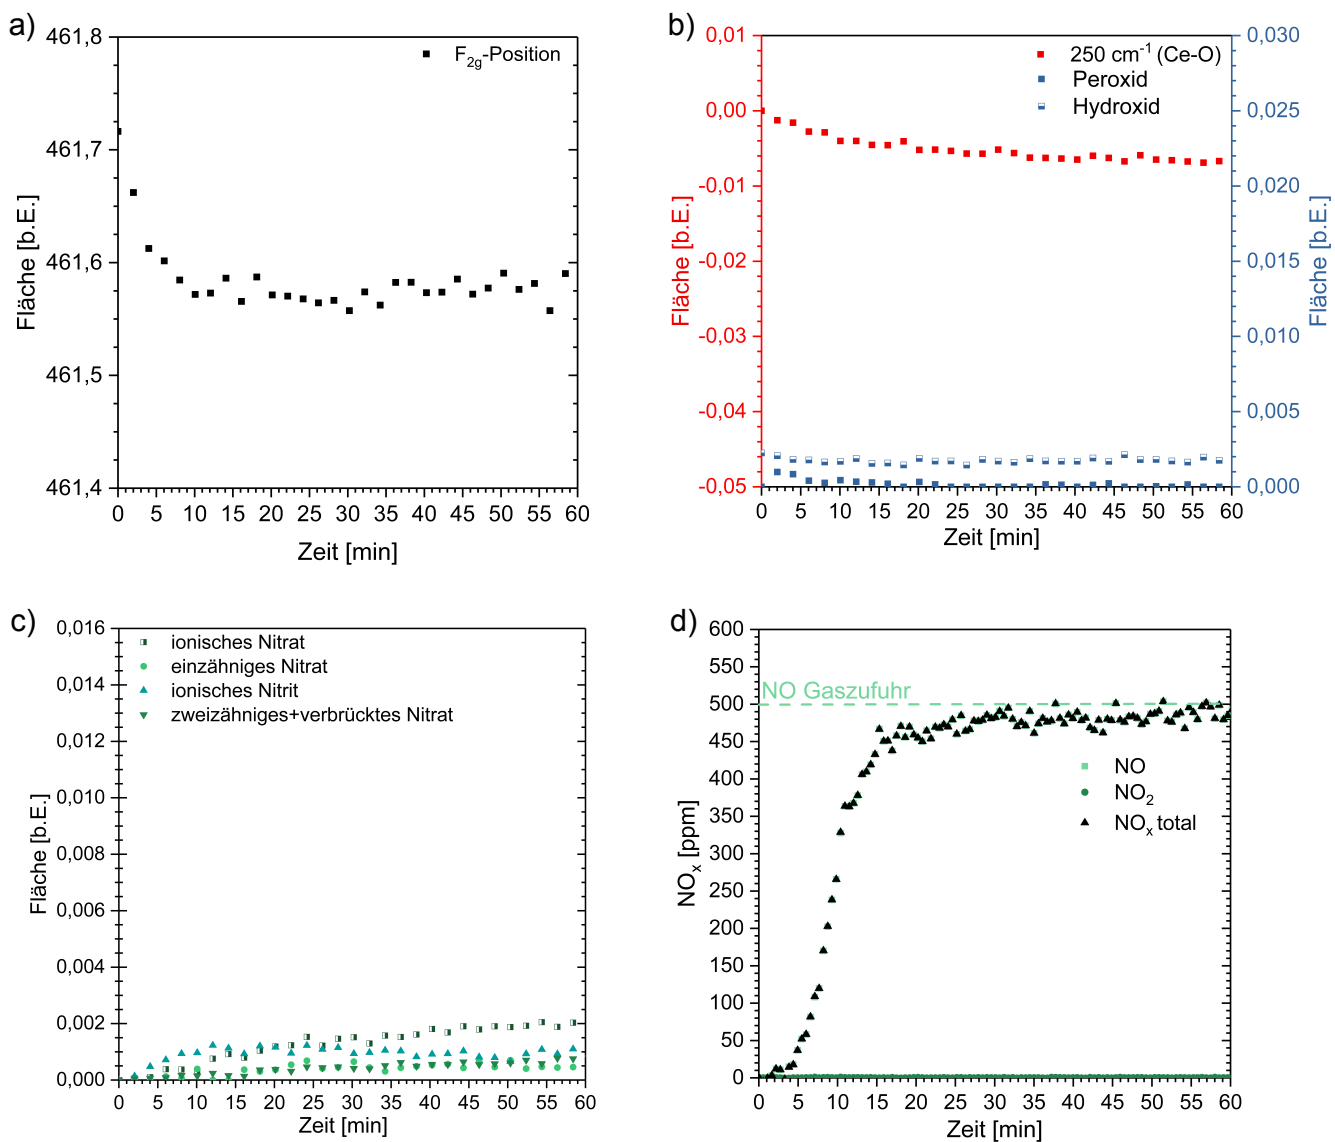 a)
461,8
461,7
461,6
461,5
461,4
Fläche [b.E.]
F2g-Position
0 5 10 15 20 25 30 35 40 45 50 55 60
Zeit [min]
b)
0,01
0,00
-0,01
-0,02
-0,03
-0,04
-0,05
Fläche [b.E.]
250 cm-1 (Ce-O)
Peroxid
Hydroxid
0,030
0,025
0,020
0,015
0,010
0,005
0,000
Fläche [b.E.]
0 5 10 15 20 25 30 35 40 45 50 55 60
Zeit [min]
c)
0,016
0,014
0,012
0,010
0,008
0,006
0,004
0,002
0,000
Fläche [b.E.]
ionisches Nitrat
einzähniges Nitrat
ionisches Nitrit
zweizähniges+verbrücktes Nitrat
0 5 10 15 20 25 30 35 40 45 50 55 60
Zeit [min]
d)
600
550
500
450
400
350
300
250
200
150
100
50
0
NOx [ppm]
NO Gaszufuhr
NO
NO2
NOx total
0 5 10 15 20 25 30 35 40 45 50 55 60
Zeit [min]